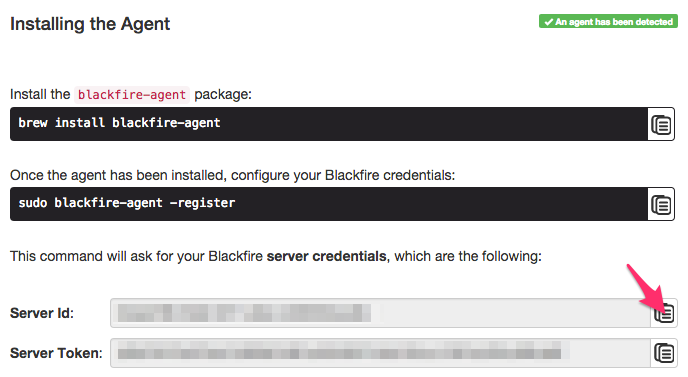 Installing the Agent
An agent has been detected
Install the blackfire-agent package:
brew install blackfire-agent
Once the agent has been installed, configure your Blackfire credentials:
sudo blackfire-agent -register
This command will ask for your Blackfire server credentials, which are the following:
Server Id:
Server Token: